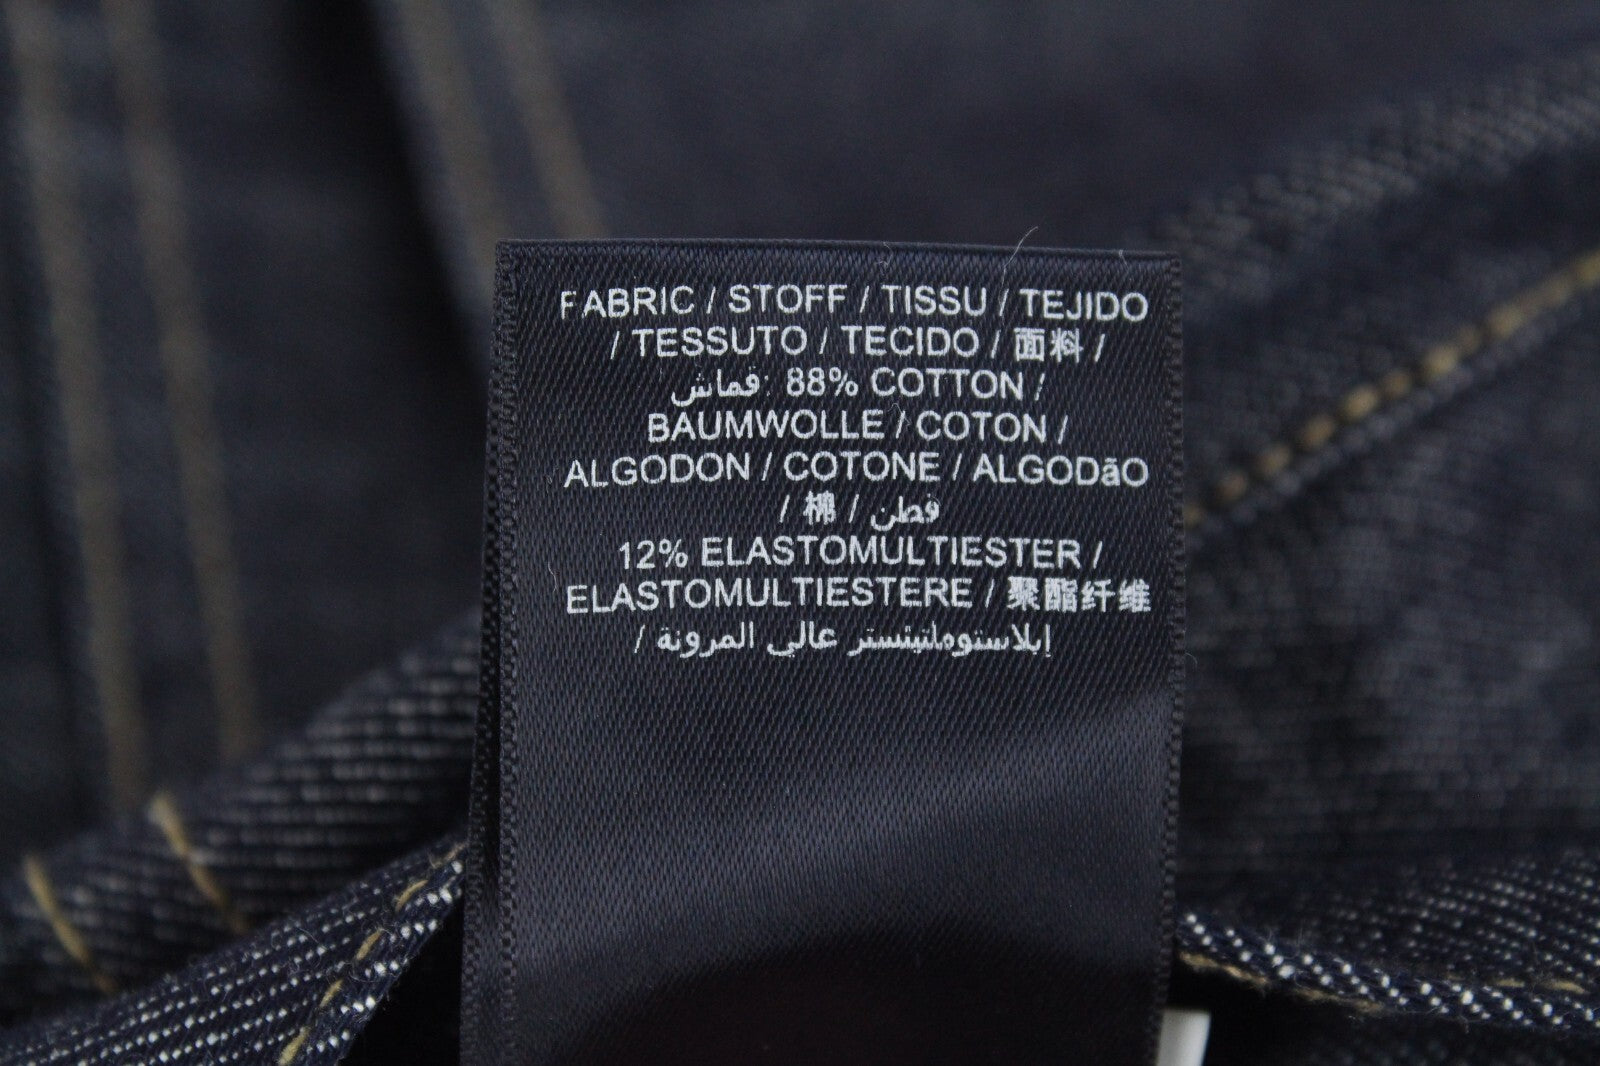 FABRIC / STOFF / TISSU / TEJIDO
/ TESSUTO / TECIDO / 面料 /
قماش: 88% COTTON /
BAUMWOLLE / COTON /
ALGODON / COTONE / ALGODãO
/ 棉 / قطن
12% ELASTOMULTIESTER /
ELASTOMULTIESTERE / 聚酯纤维
/ إيلاستوملتيئستر عالي المرونة